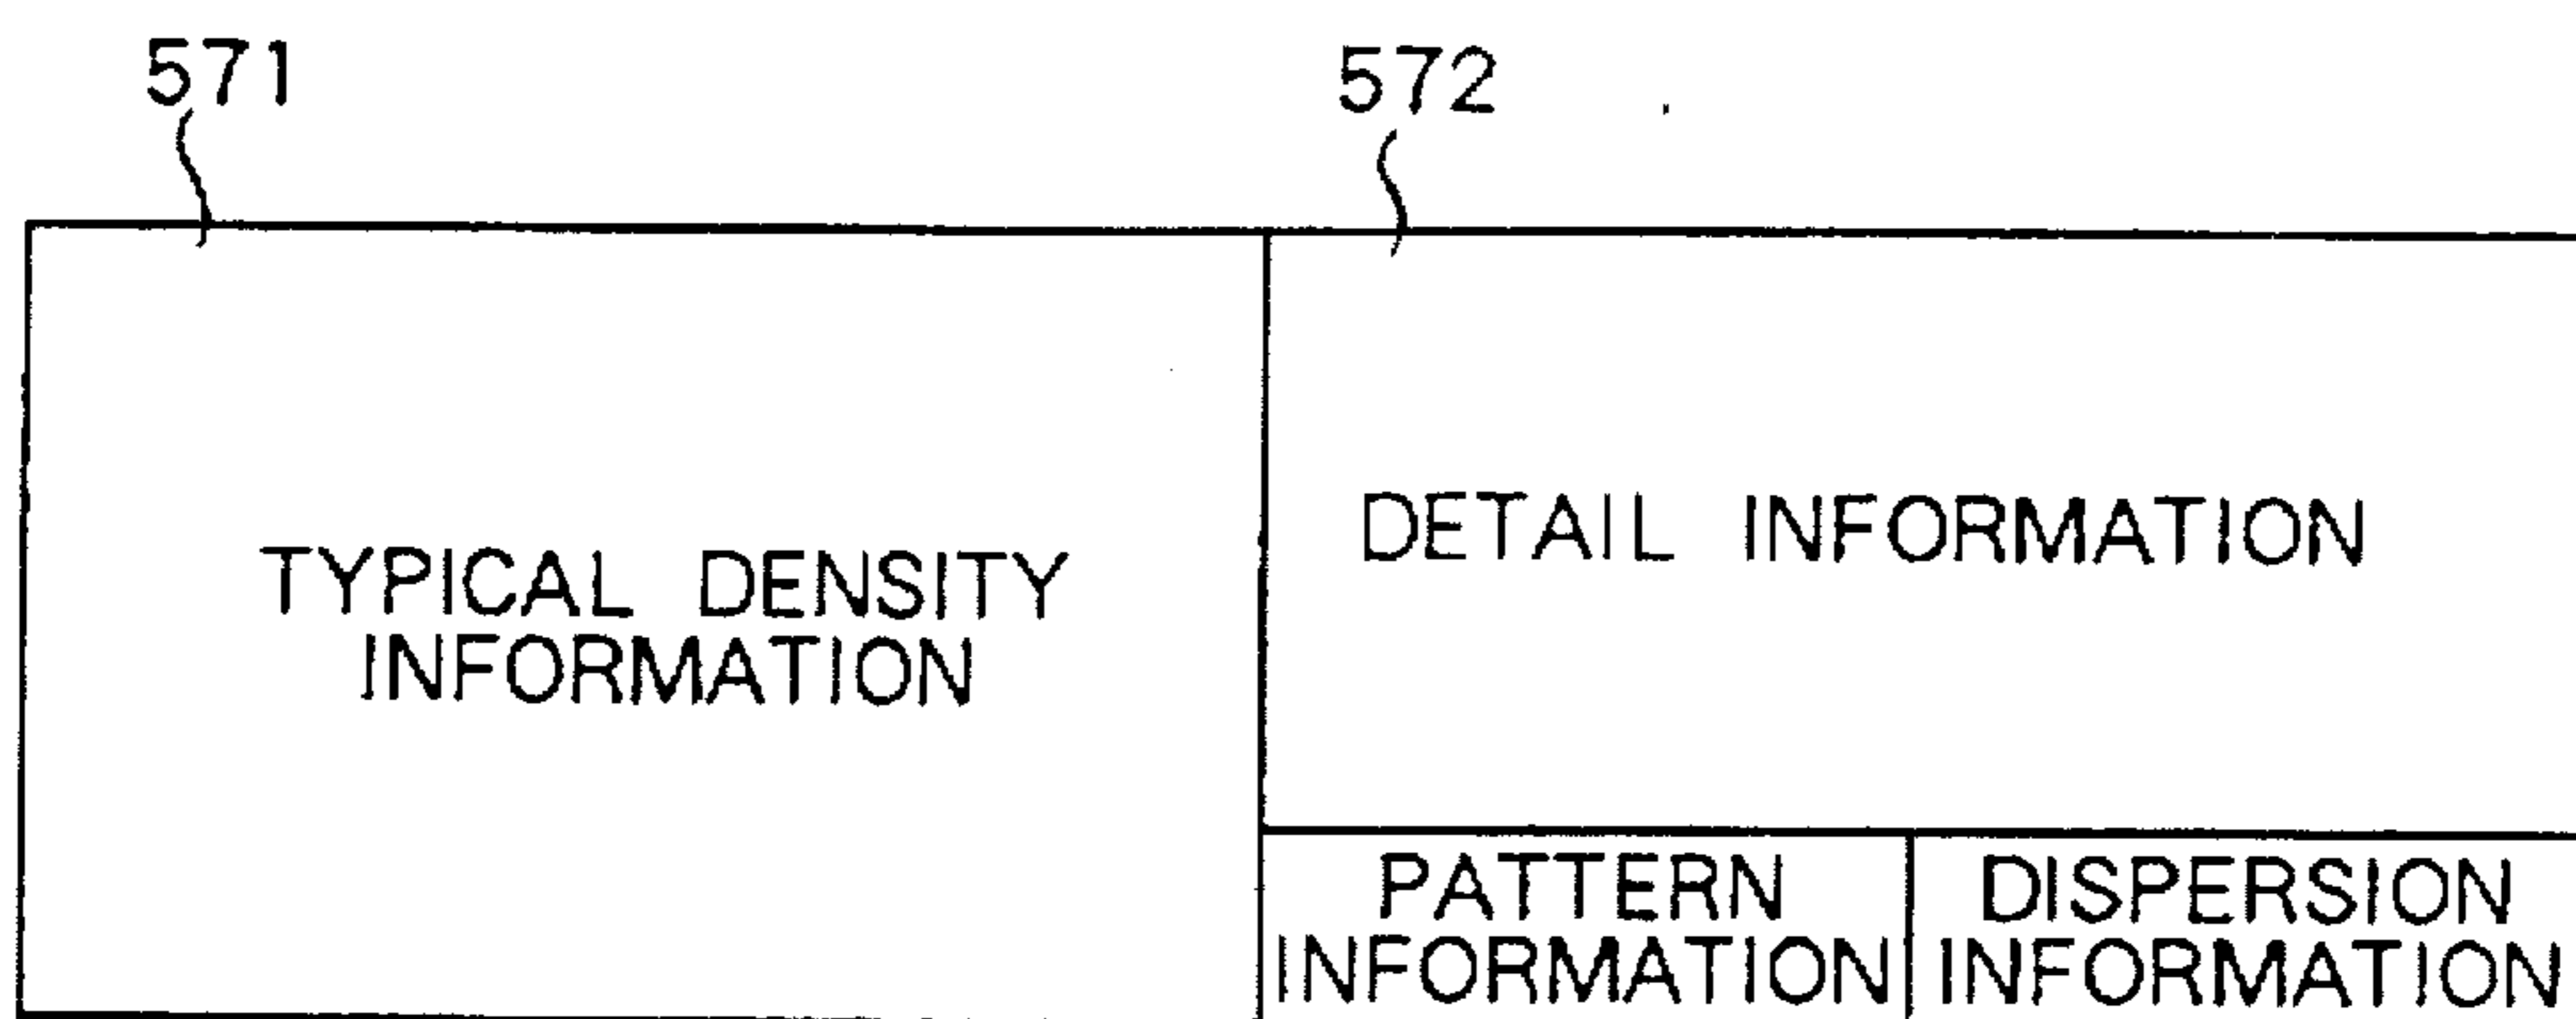 571
572
TYPICAL DENSITY
INFORMATION
DETAIL INFORMATION
PATTERN
INFORMATION
DISPERSION
INFORMATION